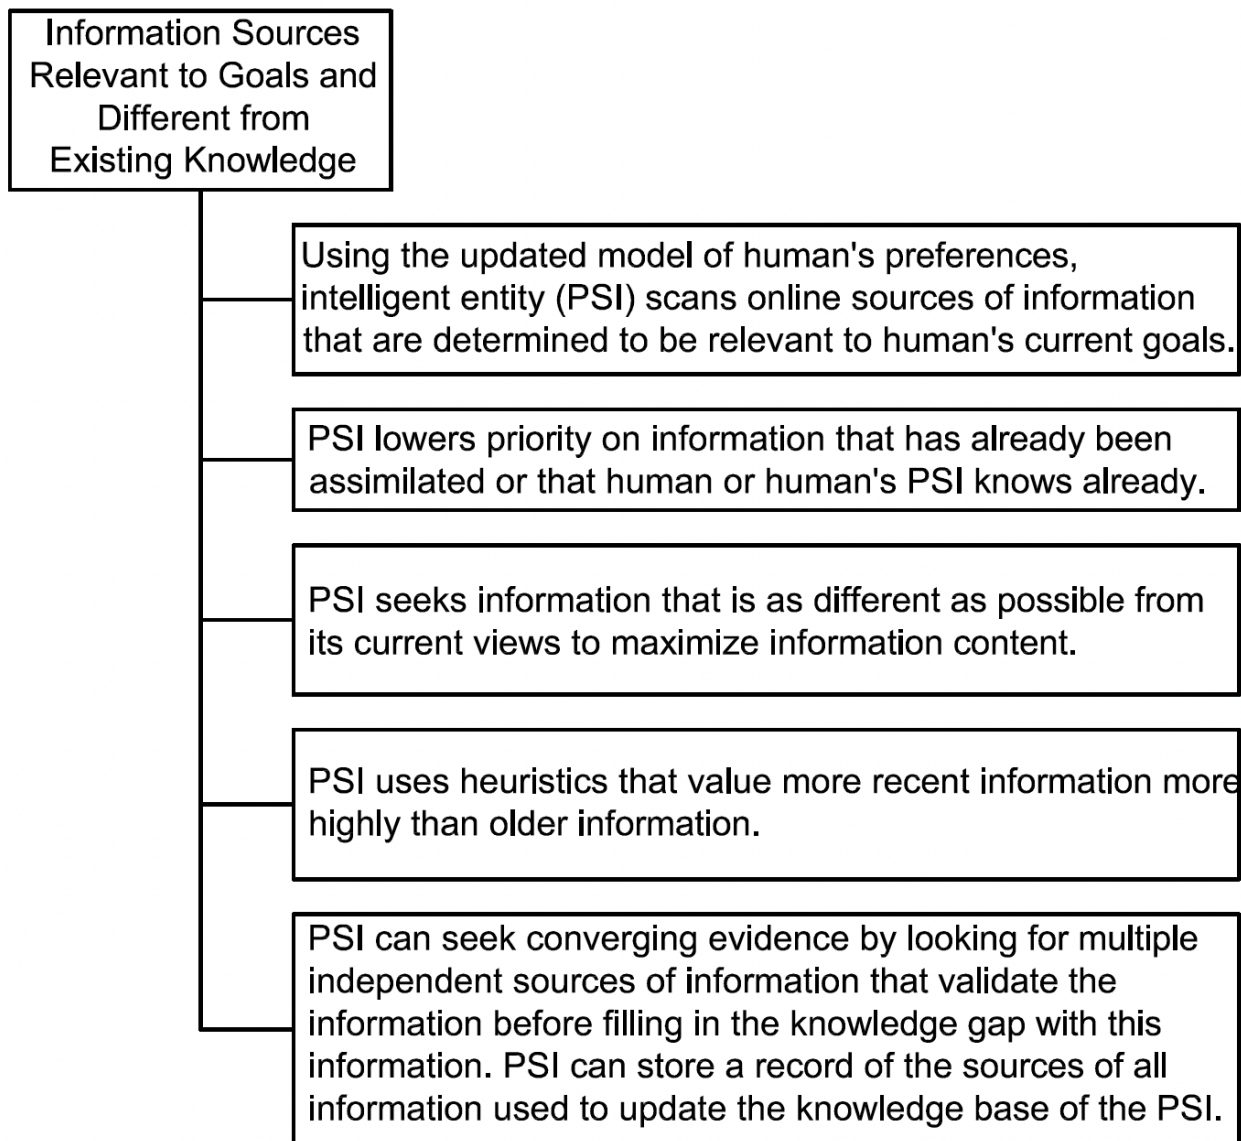 Information Sources
Relevant to Goals and
Different from
Existing Knowledge
Using the updated model of human's preferences,
intelligent entity (PSI) scans online sources of information
that are determined to be relevant to human's current goals.
PSI lowers priority on information that has already been
assimilated or that human or human's PSI knows already.
PSI seeks information that is as different as possible from
its current views to maximize information content.
PSI uses heuristics that value more recent information more
highly than older information.
PSI can seek converging evidence by looking for multiple
independent sources of information that validate the
information before filling in the knowledge gap with this
information. PSI can store a record of the sources of all
information used to update the knowledge base of the PSI.